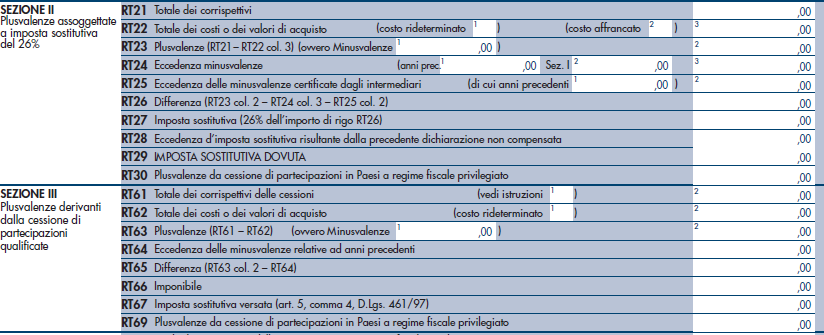 SEZIONE II
Plusvalenze assoggettate
a imposta sostitutiva
del 26%
RT21 Totale dei corrispettivi ,00
RT22 Totale dei costi o dei valori di acquisto (costo rideterminato 1 ) (costo affrancato 2 ) 3 ,00
RT23 Plusvalenze (RT21 – RT22 col. 3) (ovvero Minusvalenze 1 ,00 ) 2 ,00
RT24 Eccedenza minusvalenze (anni prec. 1 ,00 Sez. I 2 ,00 ) 3 ,00
RT25 Eccedenza delle minusvalenze certificate dagli intermediari (di cui anni precedenti 1 ,00 ) 2 ,00
RT26 Differenza (RT23 col. 2 – RT24 col. 3 – RT25 col. 2) ,00
RT27 Imposta sostitutiva (26% dell'importo di rigo RT26) ,00
RT28 Eccedenza d'imposta sostitutiva risultante dalla precedente dichiarazione non compensata ,00
RT29 IMPOSTA SOSTITUTIVA DOVUTA ,00
RT30 Plusvalenze da cessione di partecipazioni in Paesi a regime fiscale privilegiato ,00
SEZIONE III
Plusvalenze derivanti
dalla cessione di
partecipazioni
qualificate
RT61 Totale dei corrispettivi delle cessioni (vedi istruzioni 1 ) 2 ,00
RT62 Totale dei costi o dei valori di acquisto (costo rideterminato 1 ) 2 ,00
RT63 Plusvalenze (RT61 – RT62) (ovvero Minusvalenze 1 ,00 ) 2 ,00
RT64 Eccedenza delle minusvalenze relative ad anni precedenti ,00
RT65 Differenza (RT63 col. 2 – RT64) ,00
RT66 Imponibile ,00
RT67 Imposta sostitutiva versata (art. 5, comma 4, D.Lgs. 461/97) ,00
RT69 Plusvalenze da cessione di partecipazioni in Paesi a regime fiscale privilegiato ,00